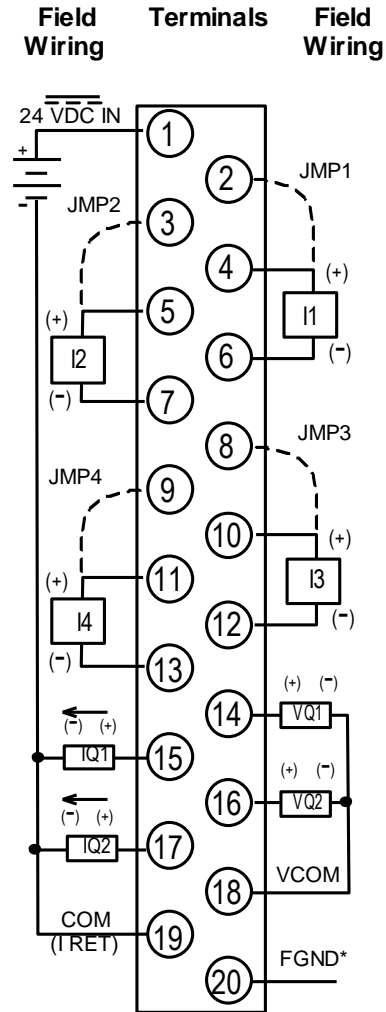 Field Wiring
Terminals
Field Wiring
24 VDC IN
+
-
1
2
JMP1
JMP2
3
4
(+)
I1
(-)
(+)
5
I2
6
(-)
7
JMP3
8
JMP4
9
10
(+)
I3
(-)
(+)
11
I4
12
(-)
13
(+) (-)
14
VQ1
(-) (+)
IQ1
15
(+) (-)
16
VQ2
(-) (+)
IQ2
17
18
VCOM
COM
(I RET)
19
20
FGND*